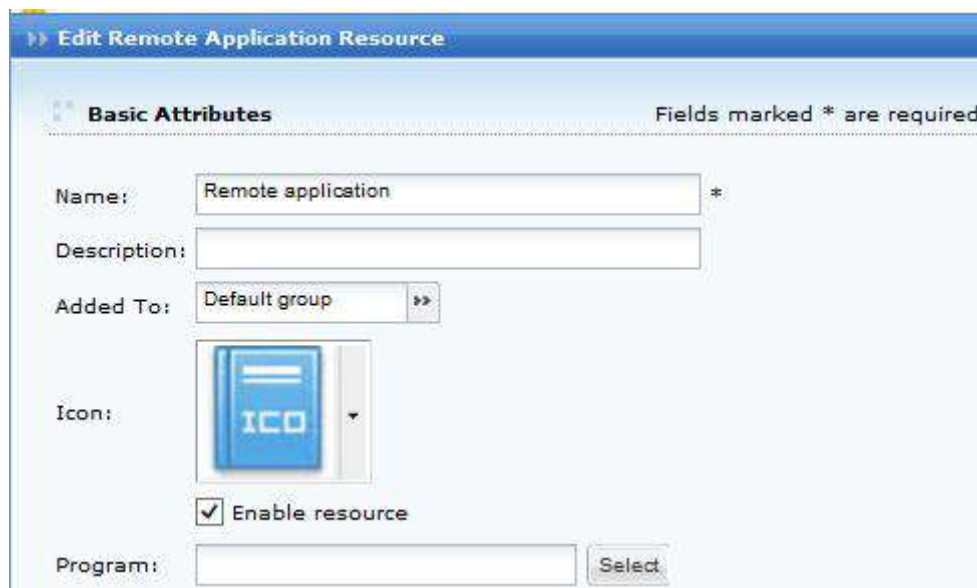 Edit Remote Application Resource
Basic Attributes Fields marked * are required
Name: Remote application *
Description:
Added To: Default group
Icon: ICO
Enable resource
Program: Select